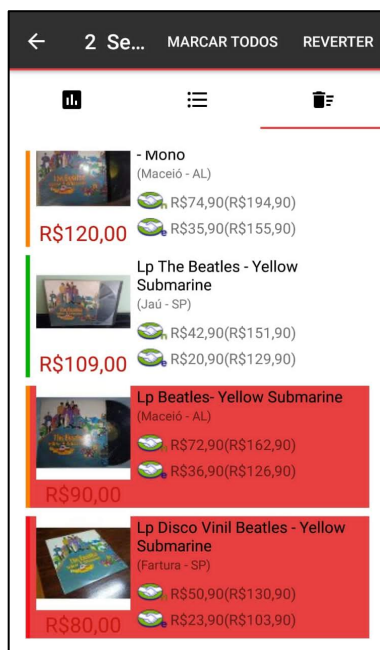 2 Se... MARCAR TODOS REVERTER
- Mono
(Maceió - AL)
R$74,90(R$194,90)
R$35,90(R$155,90)
R$120,00
Lp The Beatles - Yellow
Submarine
(Jaú - SP)
R$42,90(R$151,90)
R$20,90(R$129,90)
R$109,00
Lp Beatles- Yellow Submarine
(Maceió - AL)
R$72,90(R$162,90)
R$36,90(R$126,90)
R$90,00
Lp Disco Vinil Beatles - Yellow
Submarine
(Fartura - SP)
R$50,90(R$130,90)
R$23,90(R$103,90)
R$80,00